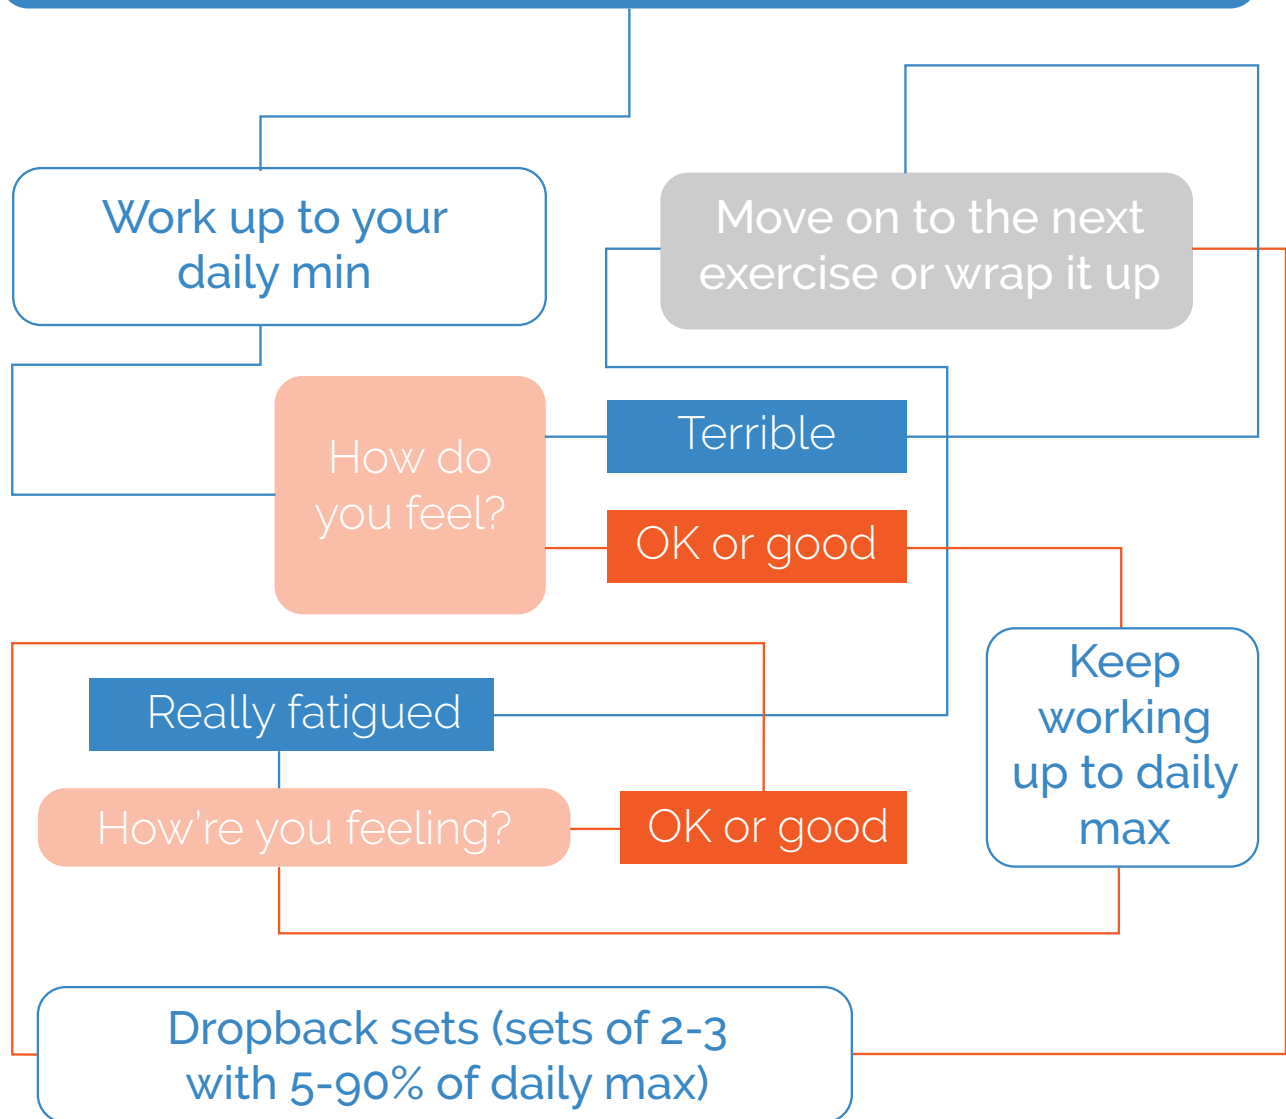 Work up to your
daily min
Move on to the next
exercise or wrap it up
How do
you feel?
Terrible
OK or good
Keep
working
up to daily
max
Really fatigued
How're you feeling?
OK or good
Dropback sets (sets of 2-3
with 5-90% of daily max)